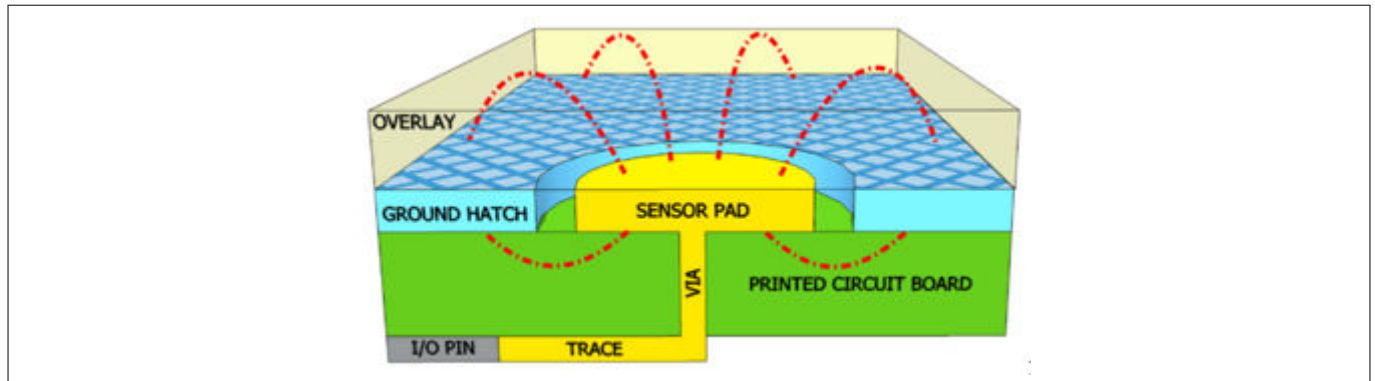 OVERLAY
GROUND HATCH
SENSOR PAD
VIA
PRINTED CIRCUIT BOARD
I/O PIN
TRACE